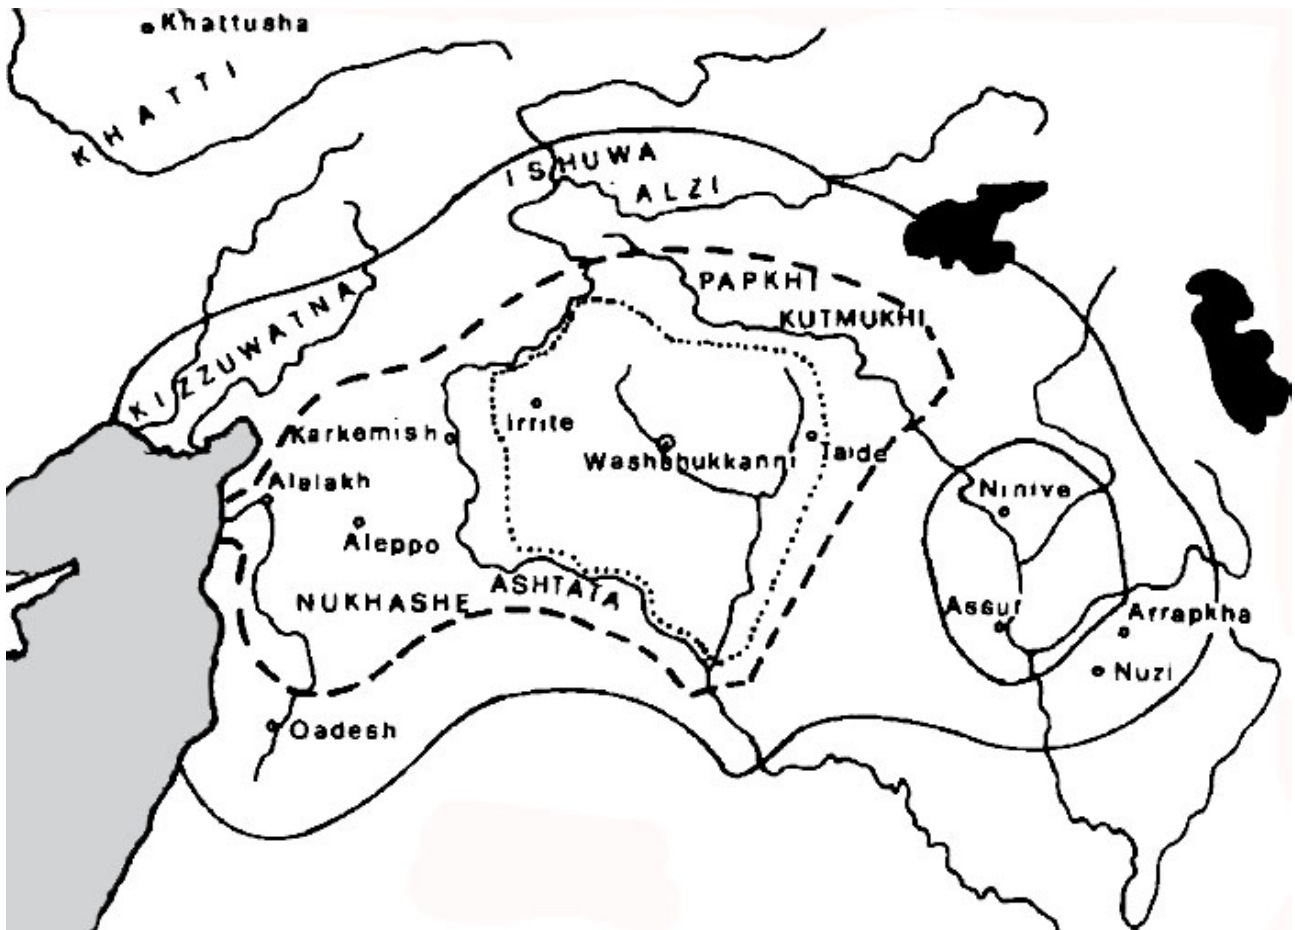 Khattusha
KHATTI
ISHUWA
ALZI
PAPKHI
KUTMUKHI
KIZZUWATNA
Irrite
Karkemish
Washshukkanni
Taide
Alalakh
Ninive
Aleppo
ASHTATA
NUKHASHE
Assur
Arrapkha
Nuzi
Qadesh